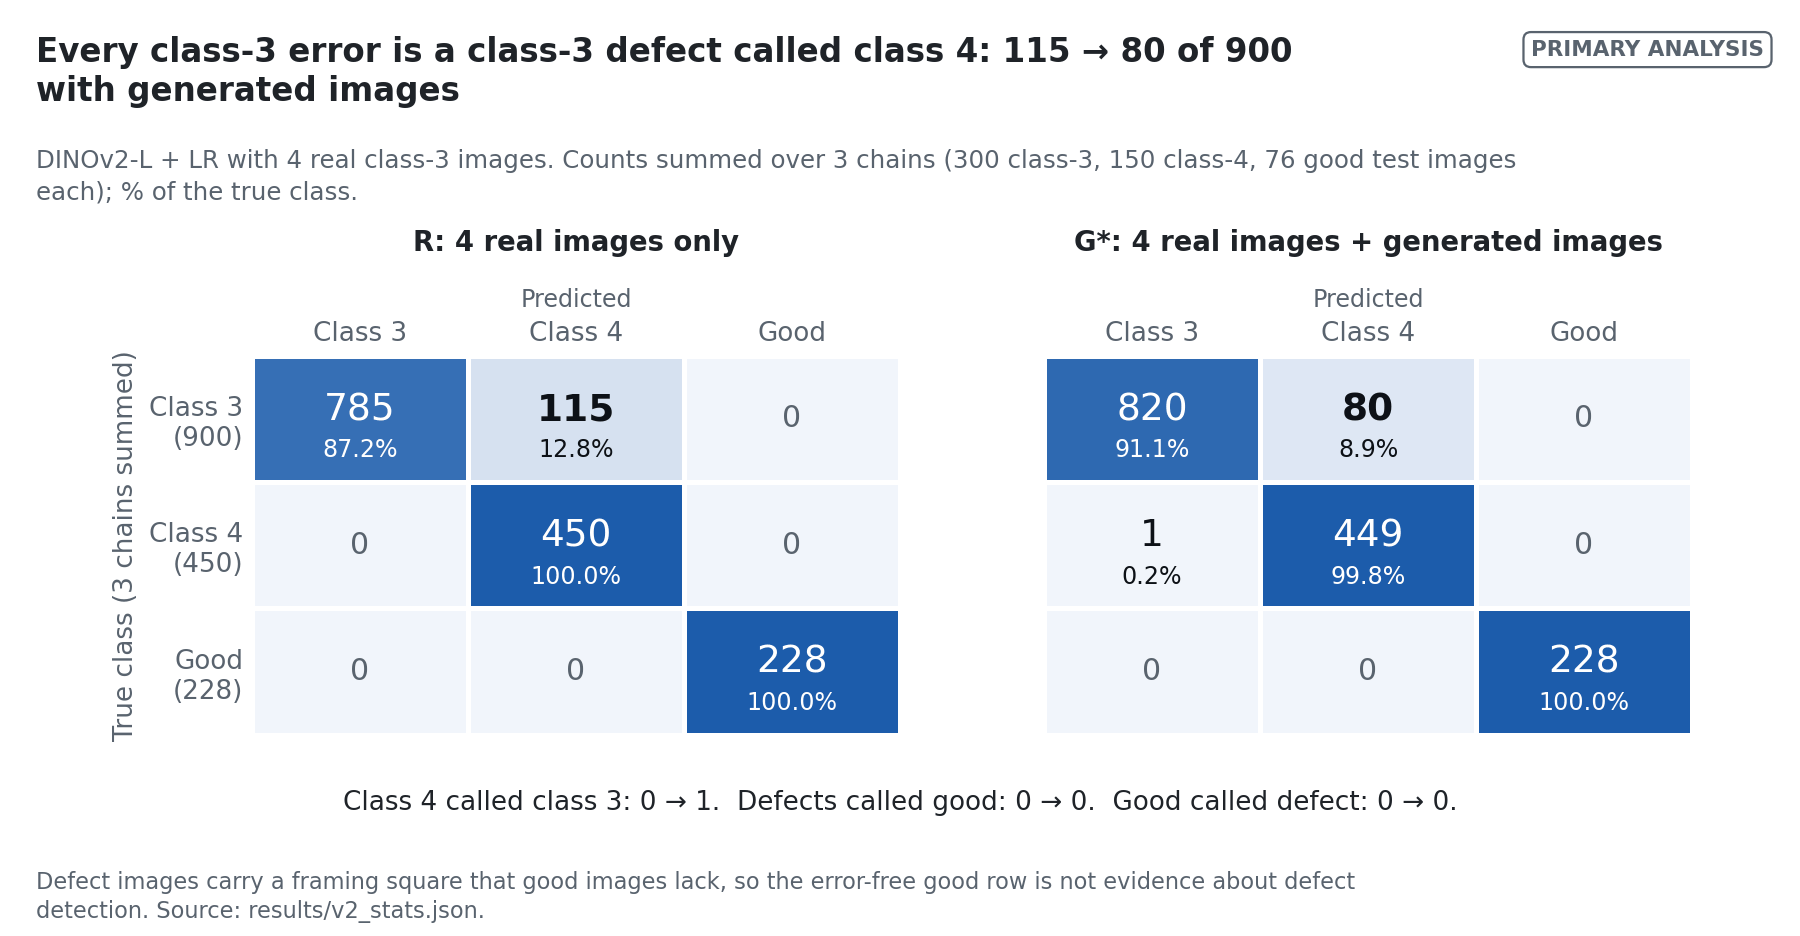 Every class-3 error is a class-3 defect called class 4: 115 → 80 of 900
with generated images
PRIMARY ANALYSIS
DINOv2-L + LR with 4 real class-3 images. Counts summed over 3 chains (300 class-3, 150 class-4, 76 good test images
each); % of the true class.
R: 4 real images only
Predicted
Class 3 Class 4 Good
True class (3 chains summed)
Class 3
(900)
785 115 0
87.2% 12.8%
Class 4
(450)
0 450 0
100.0%
Good
(228)
0 0 228
100.0%
G*: 4 real images + generated images
Predicted
Class 3 Class 4 Good
820 80 0
91.1% 8.9%
1 449 0
0.2% 99.8%
0 0 228
100.0%
Class 4 called class 3: 0 → 1. Defects called good: 0 → 0. Good called defect: 0 → 0.
Defect images carry a framing square that good images lack, so the error-free good row is not evidence about defect
detection. Source: results/v2_stats.json.